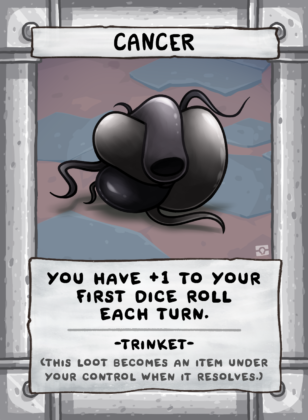 CANCER
YOU HAVE +1 TO YOUR
FIRST DICE ROLL
EACH TURN.
-TRINKET-
(THIS LOOT BECOMES AN ITEM UNDER
YOUR CONTROL WHEN IT RESOLVES.)